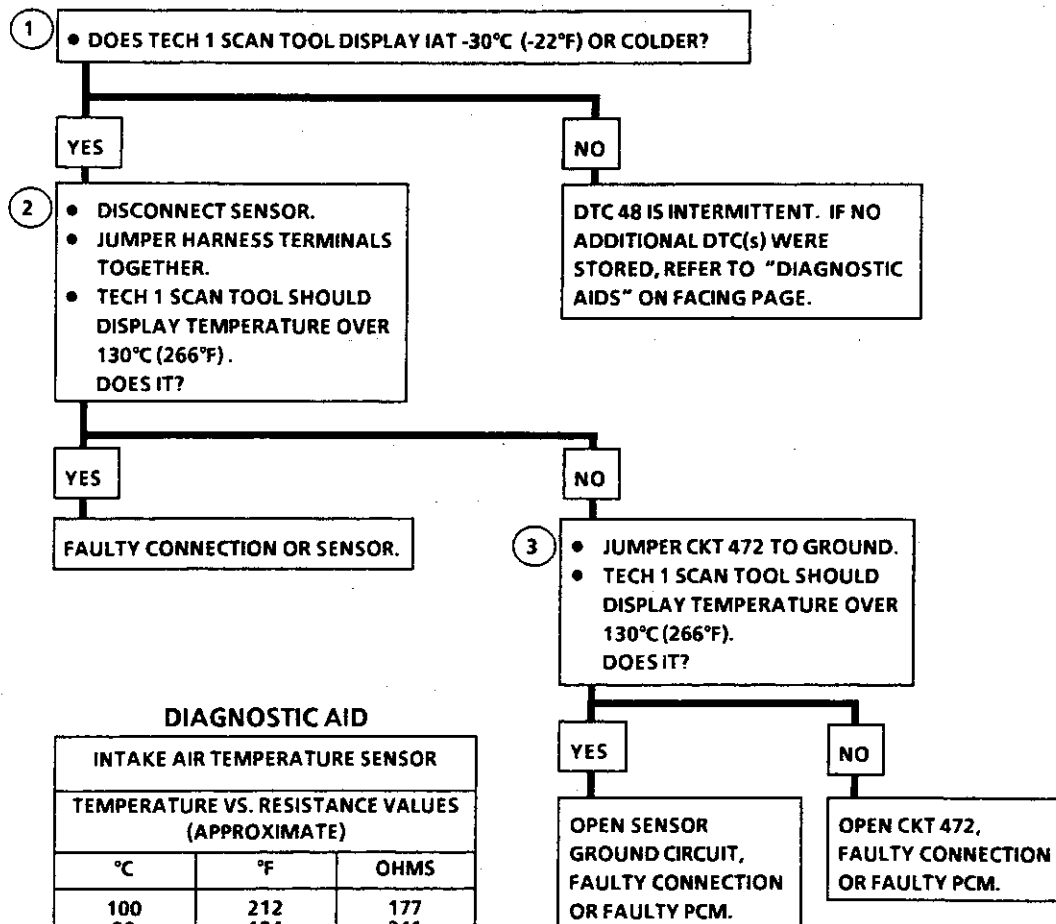 1
• DOES TECH 1 SCAN TOOL DISPLAY IAT -30°C (-22°F) OR COLDER?
YES
NO
2
• DISCONNECT SENSOR.
• JUMPER HARNESS TERMINALS
TOGETHER.
• TECH 1 SCAN TOOL SHOULD
DISPLAY TEMPERATURE OVER
130°C (266°F).
DOES IT?
DTC 48 IS INTERMITTENT. IF NO
ADDITIONAL DTC(s) WERE
STORED, REFER TO "DIAGNOSTIC
AIDS" ON FACING PAGE.
YES
NO
FAULTY CONNECTION OR SENSOR.
3
• JUMPER CKT 472 TO GROUND.
• TECH 1 SCAN TOOL SHOULD
DISPLAY TEMPERATURE OVER
130°C (266°F).
DOES IT?
YES
NO
OPEN SENSOR
GROUND CIRCUIT,
FAULTY CONNECTION
OR FAULTY PCM.
OPEN CKT 472,
FAULTY CONNECTION
OR FAULTY PCM.
DIAGNOSTIC AID
INTAKE AIR TEMPERATURE SENSOR
TEMPERATURE VS. RESISTANCE VALUES
(APPROXIMATE)
°C °F OHMS
100 212 177